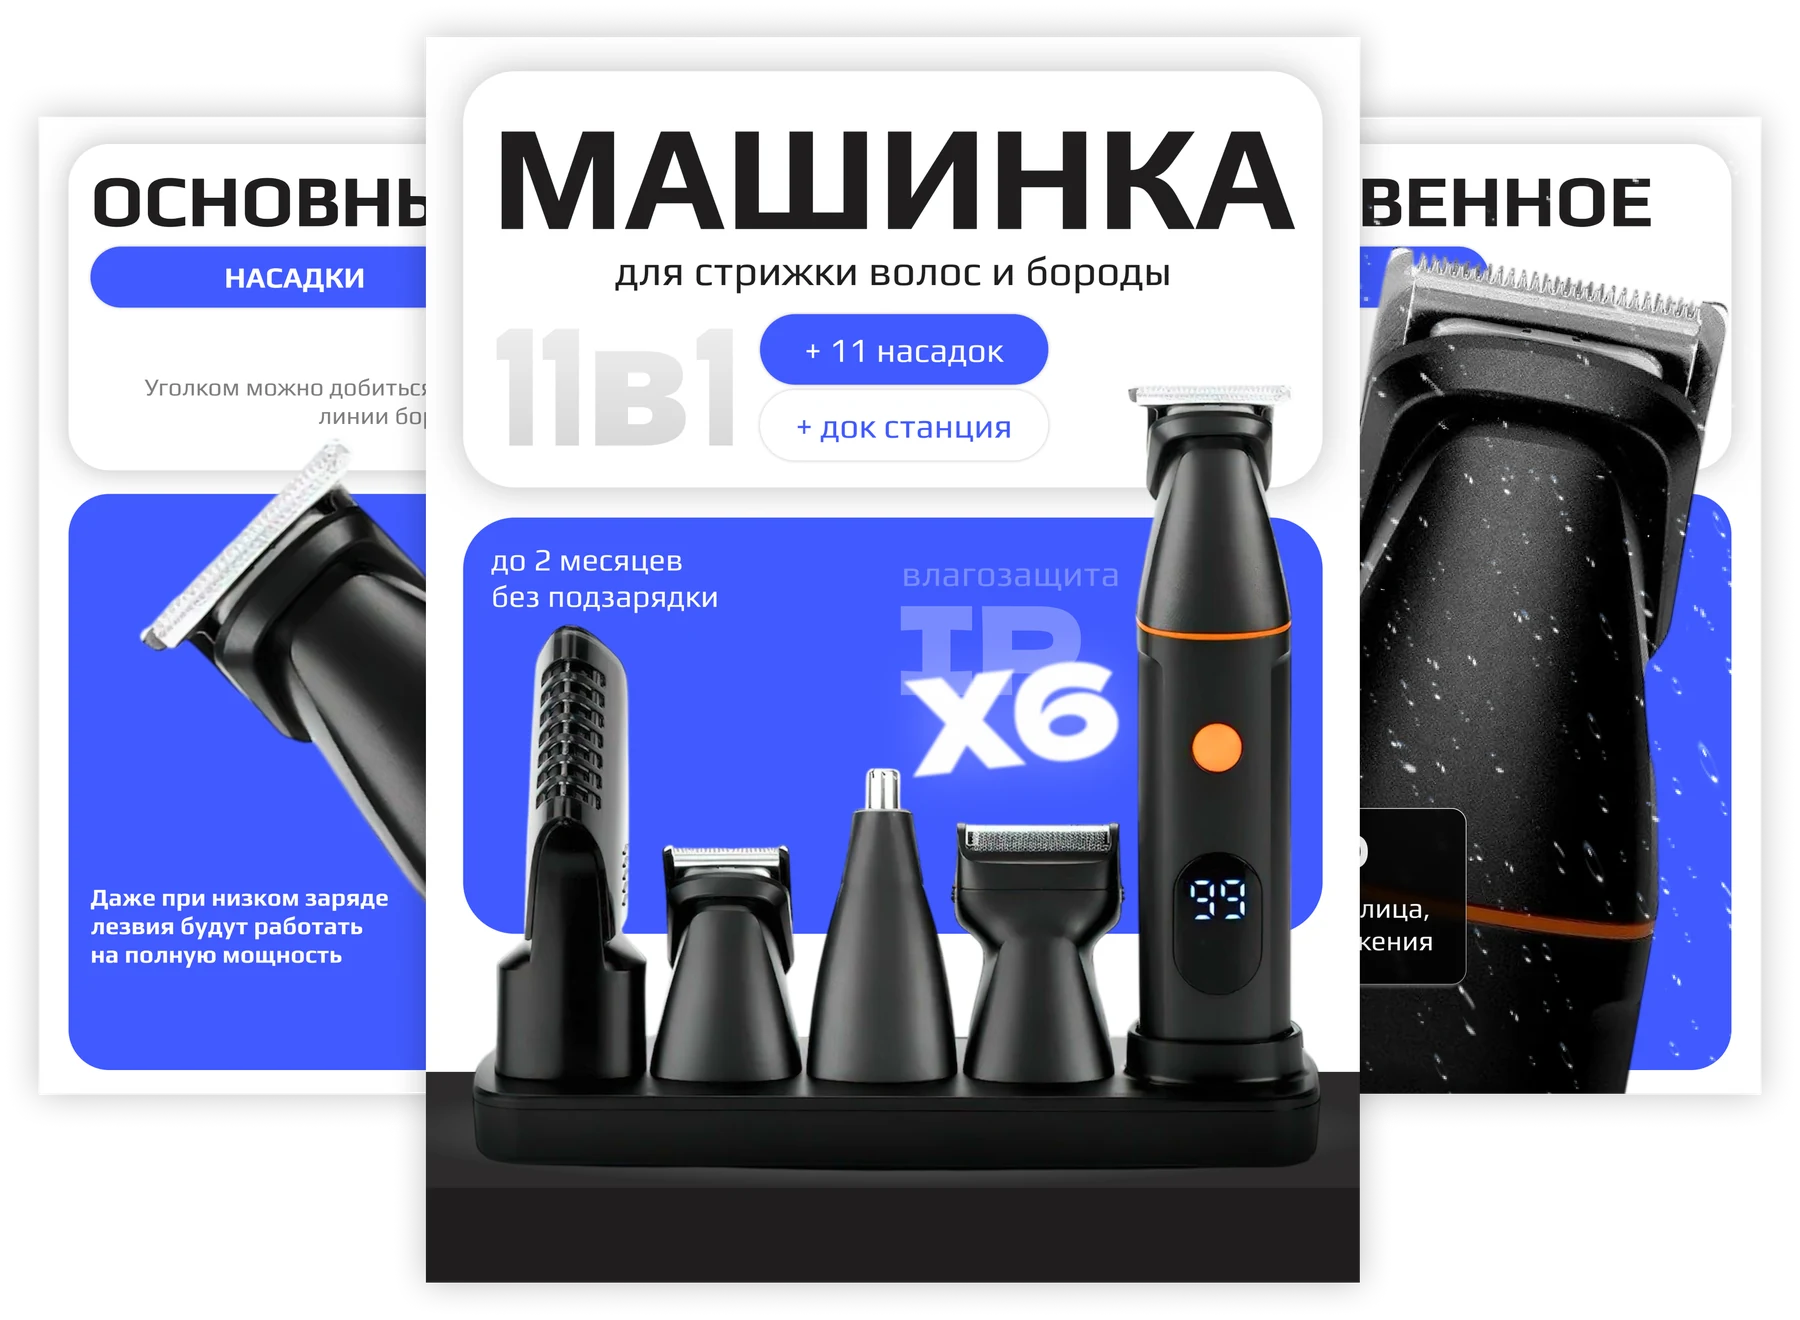 ОСНОВНЫ
НАСАДКИ
Уголком можно добиться
линии бор
Даже при низком заряде
лезвия будут работать
на полную мощность
МАШИНКА
для стрижки волос и бороды
11в1
+ 11 насадок
+ док станция
до 2 месяцев
без подзарядки
влагозащита
IP
X6
99
ВЕННОЕ
лица,
жения